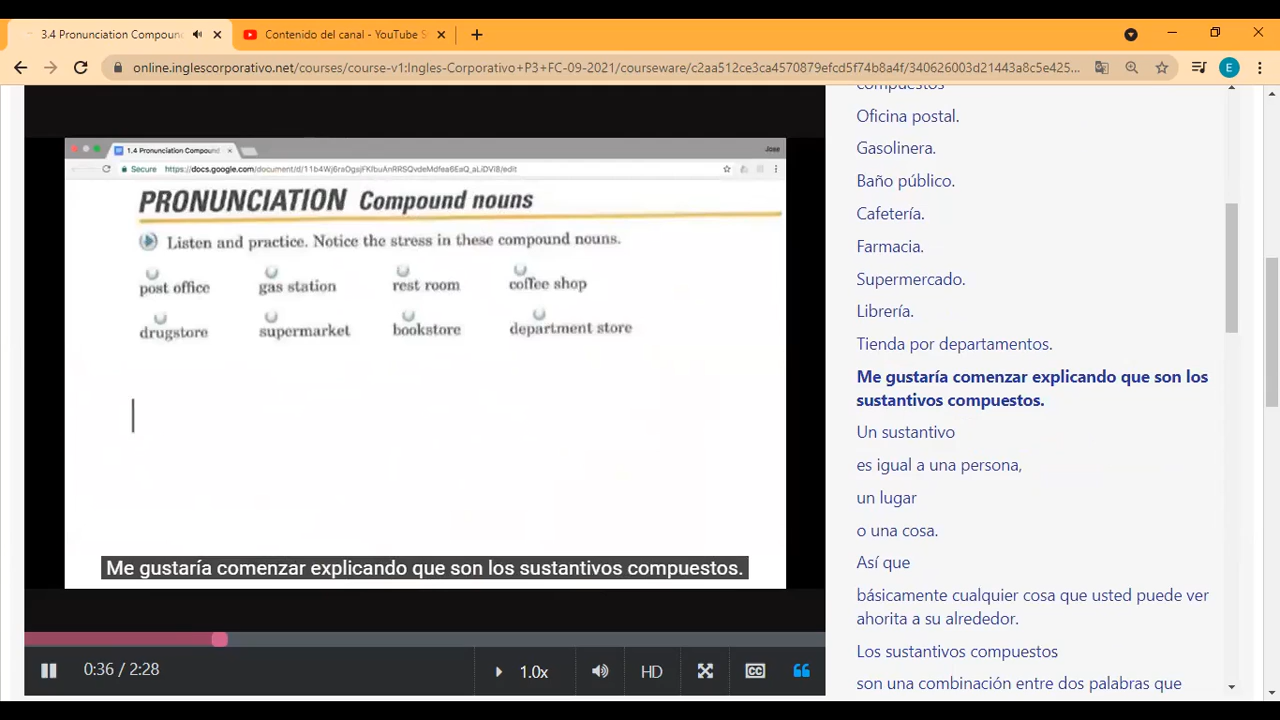 3.4 Pronunciation Compoun
Contenido del canal - YouTube S
online.inglescorporativo.net/courses/course-v1:Ingles-Corporativo+P3+FC-09-2021/courseware/c2aa512ce3ca4570879efcd5f74b8a4f/340626003d21443a8c5e425...
E
1.4 Pronunciation Compound
Jose
Secure
PRONUNCIATION Compound nouns
Listen and practice. Notice the stress in these compound nouns.
post office gas station rest room coffee shop
drugstore supermarket bookstore department store
Me gustaría comenzar explicando que son los sustantivos compuestos.
0:36 / 2:28
1.0x
HD
CC
compuestos
Oficina postal.
Gasolinera.
Baño público.
Cafetería.
Farmacia.
Supermercado.
Librería.
Tienda por departamentos.
Me gustaría comenzar explicando que son los
sustantivos compuestos.
Un sustantivo
es igual a una persona,
un lugar
o una cosa.
Así que
básicamente cualquier cosa que usted puede ver
ahorita a su alrededor.
Los sustantivos compuestos
son una combinación entre dos palabras que